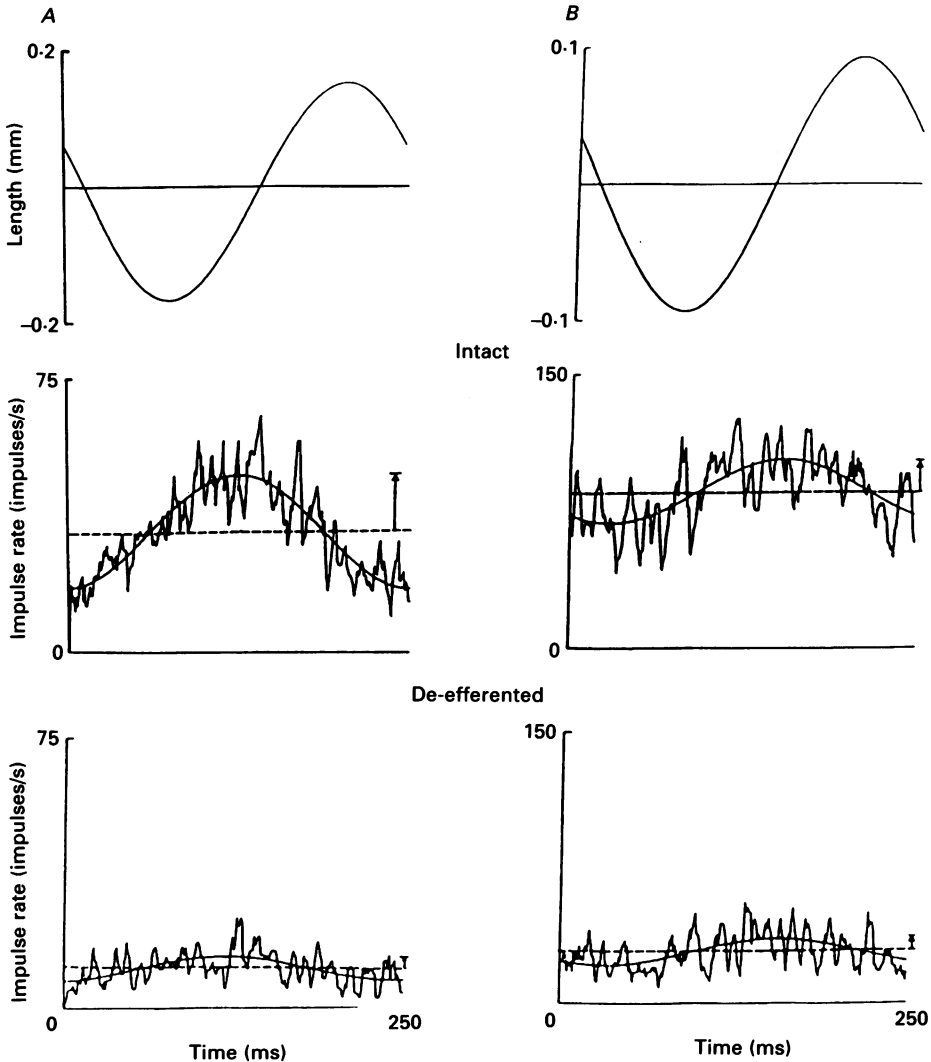 A
B
0·2
Length (mm)
−0·2
0·1
−0·1
Intact
75
Impulse rate (impulses/s)
0
150
0
De-efferented
75
Impulse rate (impulses/s)
0
250
Time (ms)
150
0
250
Time (ms)